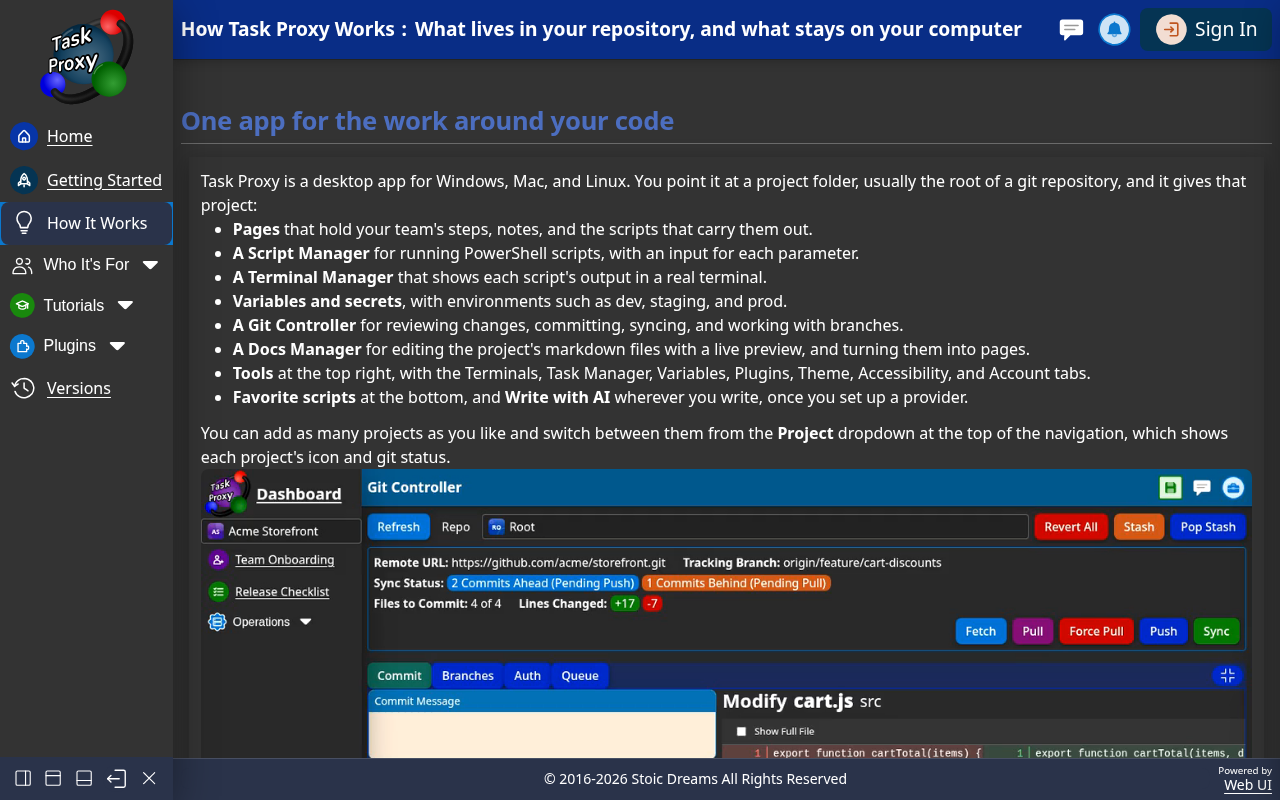 Task Proxy
How Task Proxy Works : What lives in your repository, and what stays on your computer
Sign In
Home
Getting Started
How It Works
Who It's For
Tutorials
Plugins
Versions
One app for the work around your code
Task Proxy is a desktop app for Windows, Mac, and Linux. You point it at a project folder, usually the root of a git repository, and it gives that
project:
Pages that hold your team's steps, notes, and the scripts that carry them out.
A Script Manager for running PowerShell scripts, with an input for each parameter.
A Terminal Manager that shows each script's output in a real terminal.
Variables and secrets, with environments such as dev, staging, and prod.
A Git Controller for reviewing changes, committing, syncing, and working with branches.
A Docs Manager for editing the project's markdown files with a live preview, and turning them into pages.
Tools at the top right, with the Terminals, Task Manager, Variables, Plugins, Theme, Accessibility, and Account tabs.
Favorite scripts at the bottom, and Write with AI wherever you write, once you set up a provider.
You can add as many projects as you like and switch between them from the Project dropdown at the top of the navigation, which shows
each project's icon and git status.
Task Proxy
Dashboard
AS Acme Storefront
Team Onboarding
Release Checklist
Operations
Git Controller
Refresh Repo RO Root Revert All Stash Pop Stash
Remote URL: https://github.com/acme/storefront.git Tracking Branch: origin/feature/cart-discounts
Sync Status: 2 Commits Ahead (Pending Push) 1 Commits Behind (Pending Pull)
Files to Commit: 4 of 4 Lines Changed: +17 -7
Fetch Pull Force Pull Push Sync
Commit Branches Auth Queue
Commit Message
Modify cart.js src
Show Full File
1 export function cartTotal(items) { 1 export function cartTotal(items, d
© 2016-2026 Stoic Dreams All Rights Reserved
Powered by
Web UI